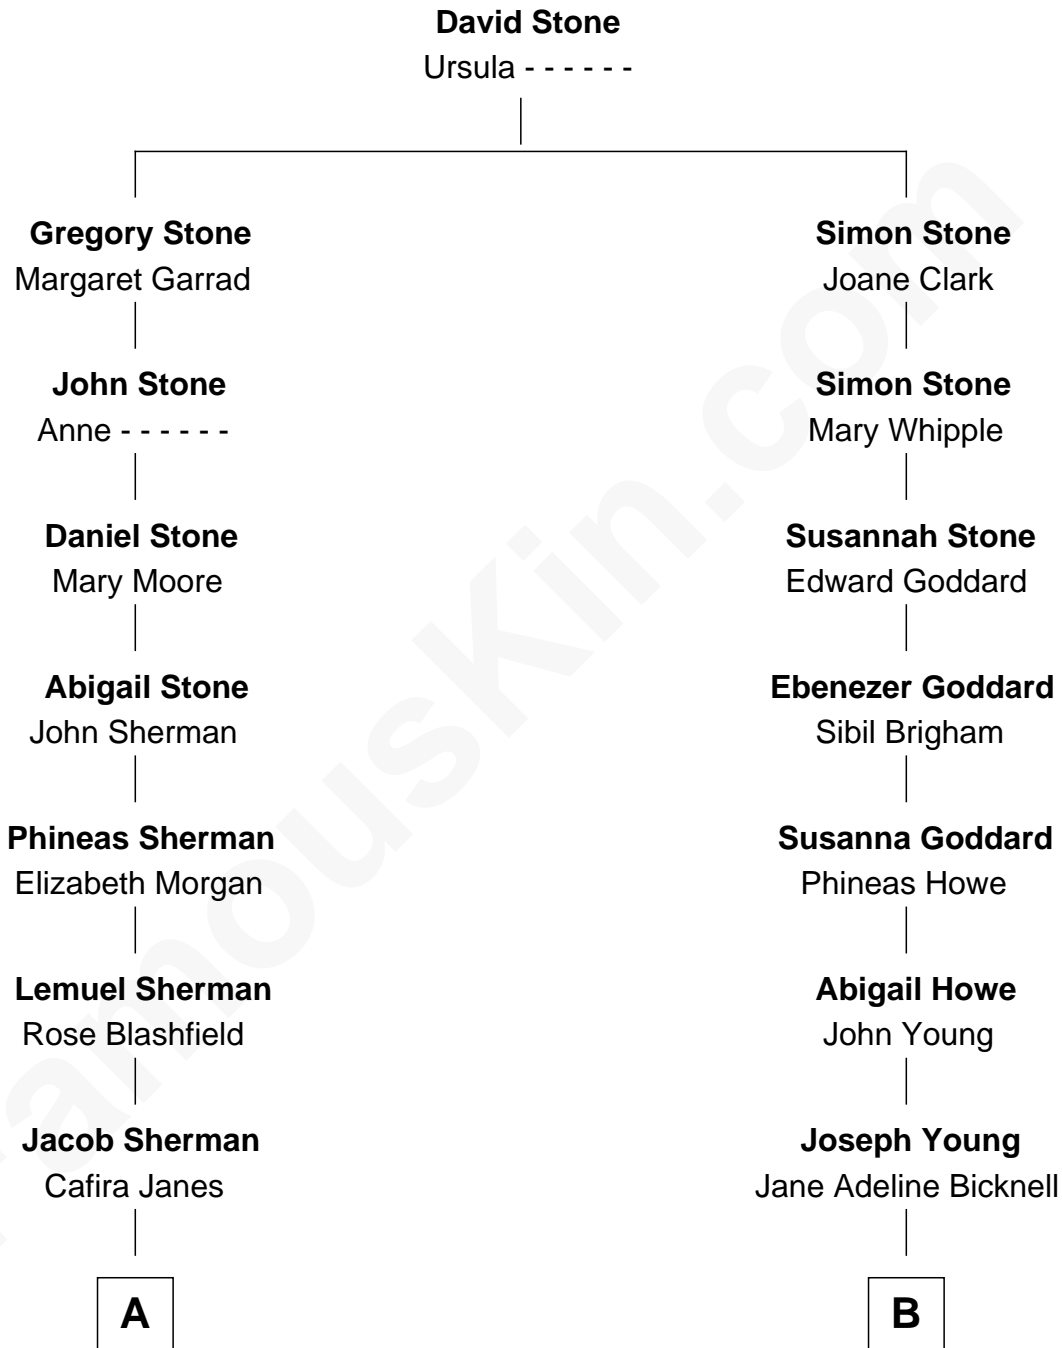 David Stone
Ursula - - - - - -
Gregory Stone
Margaret Garrad
Simon Stone
Joane Clark
John Stone
Anne - - - - - -
Simon Stone
Mary Whipple
Daniel Stone
Mary Moore
Susannah Stone
Edward Goddard
Abigail Stone
John Sherman
Ebenezer Goddard
Sibil Brigham
Phineas Sherman
Elizabeth Morgan
Susanna Goddard
Phineas Howe
Lemuel Sherman
Rose Blashfield
Abigail Howe
John Young
Jacob Sherman
Cafira Janes
Joseph Young
Jane Adeline Bicknell
A
B
FamousKin.com